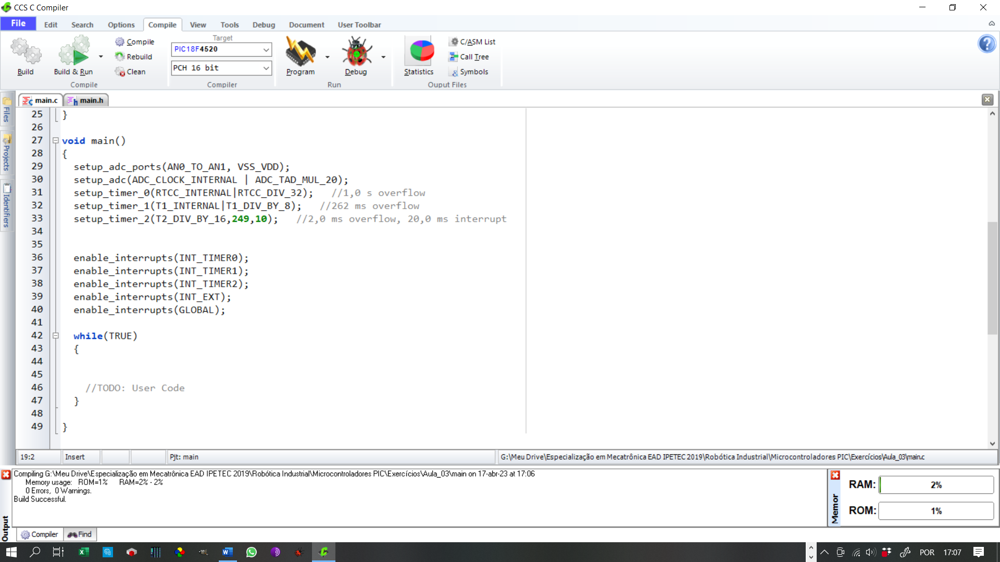 CCS C Compiler
File Edit Search Options Compile View Tools Debug Document User Toolbar
Build
Build & Run
Compile
Rebuild
Clean
Compile
Target
PIC18F4520
PCH 16 bit
Compiler
Program
Debug
Run
Statistics
C/ASM List
Call Tree
Symbols
Ouput Files
Files
Projects
Identifiers
main.c main.h
25 }
26
27 void main()
28 {
29 setup_adc_ports(AN0_TO_AN1, VSS_VDD);
30 setup_adc(ADC_CLOCK_INTERNAL | ADC_TAD_MUL_20);
31 setup_timer_0(RTCC_INTERNAL|RTCC_DIV_32); //1,0 s overflow
32 setup_timer_1(T1_INTERNAL|T1_DIV_BY_8); //262 ms overflow
33 setup_timer_2(T2_DIV_BY_16,249,10); //2,0 ms overflow, 20,0 ms interrupt
34
35
36 enable_interrupts(INT_TIMER0);
37 enable_interrupts(INT_TIMER1);
38 enable_interrupts(INT_TIMER2);
39 enable_interrupts(INT_EXT);
40 enable_interrupts(GLOBAL);
41
42 while(TRUE)
43 {
44
45
46 //TODO: User Code
47 }
48
49 }
19:2 Insert Pjt: main G:\Meu Drive\Especialização em Mecatrônica EAD IPETEC 2019\Robótica Industrial\Microcontroladores PIC\Exercícios\Aula_03\main.c
Compiling G:\Meu Drive\Especialização em Mecatrônica EAD IPETEC 2019\Robótica Industrial\Microcontroladores PIC\Exercícios\Aula_03\main on 17-abr-23 at 17:06
Memory usage: ROM=1% RAM=2% - 2%
0 Errors, 0 Warnings.
Build Successful.
Output
Compiler Find
Memor
RAM: 2%
ROM: 1%
POR 17:07